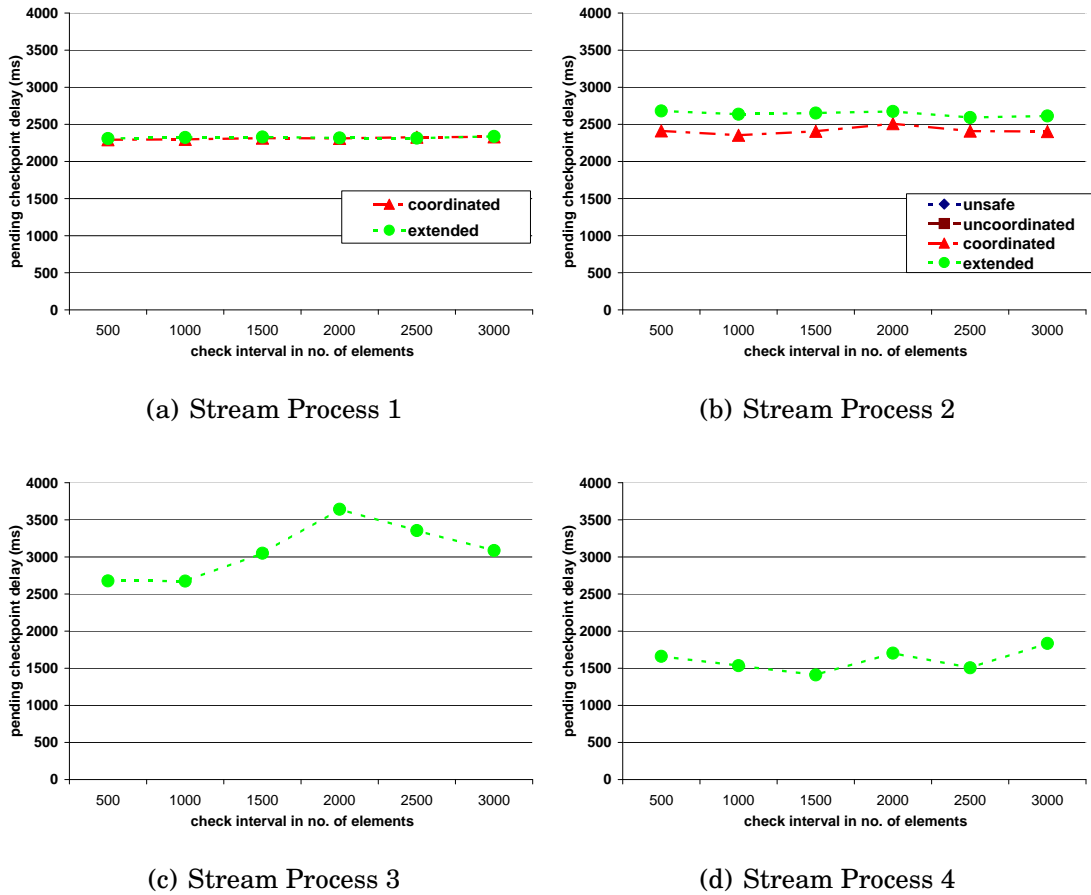 4000
3500
3000
2500
2000
1500
1000
500
0
pending checkpoint delay (ms)
coordinated
extended
500 1000 1500 2000 2500 3000
check interval in no. of elements
(a) Stream Process 1
4000
3500
3000
2500
2000
1500
1000
500
0
pending checkpoint delay (ms)
unsafe
uncoordinated
coordinated
extended
500 1000 1500 2000 2500 3000
check interval in no. of elements
(b) Stream Process 2
4000
3500
3000
2500
2000
1500
1000
500
0
pending checkpoint delay (ms)
500 1000 1500 2000 2500 3000
check interval in no. of elements
(c) Stream Process 3
4000
3500
3000
2500
2000
1500
1000
500
0
pending checkpoint delay (ms)
500 1000 1500 2000 2500 3000
check interval in no. of elements
(d) Stream Process 4